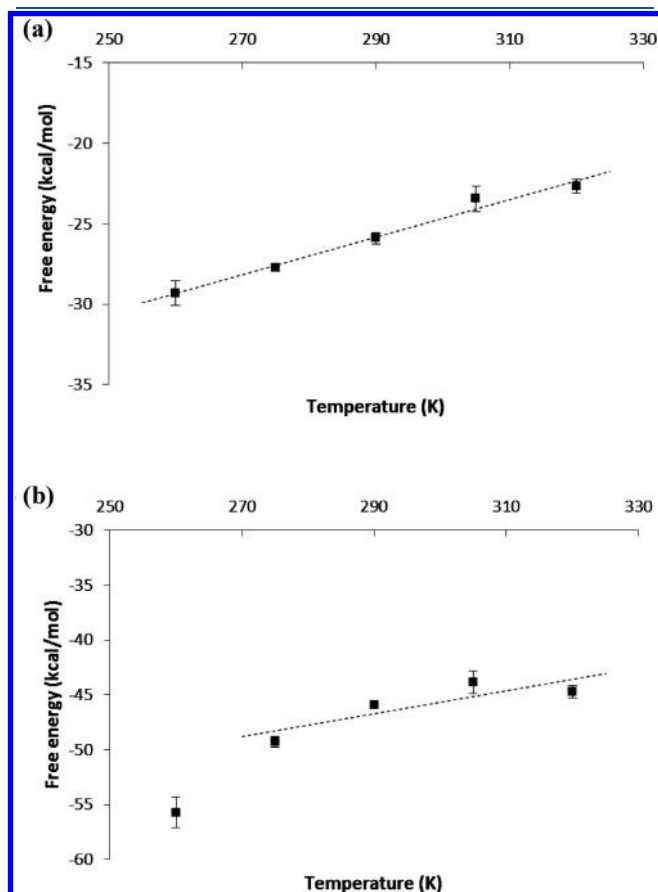 (a)
250 270 290 310 330
-15
-20
-25
-30
-35
Free energy (kcal/mol)
Temperature (K)
(b)
250 270 290 310 330
-30
-35
-40
-45
-50
-55
-60
Free energy (kcal/mol)
Temperature (K)